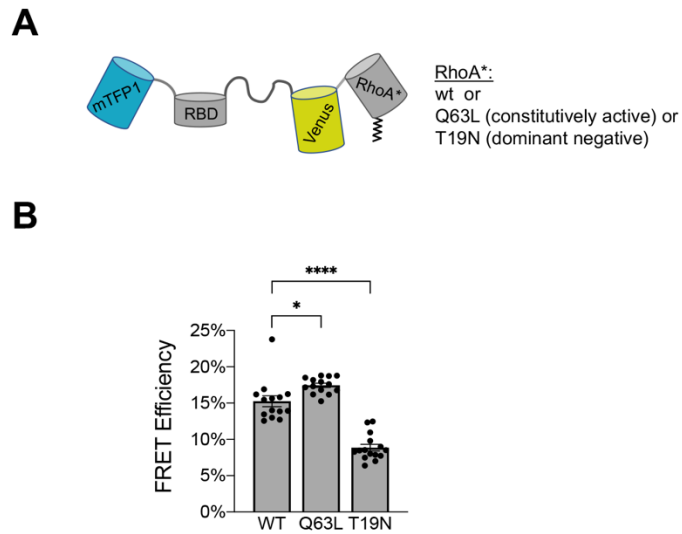 A
mTFP1
RBD
Venus
RhoA*
RhoA*:
wt or
Q63L (constitutively active) or
T19N (dominant negative)
B
****
*
FRET Efficiency
25%
20%
15%
10%
5%
0%
WT Q63L T19N